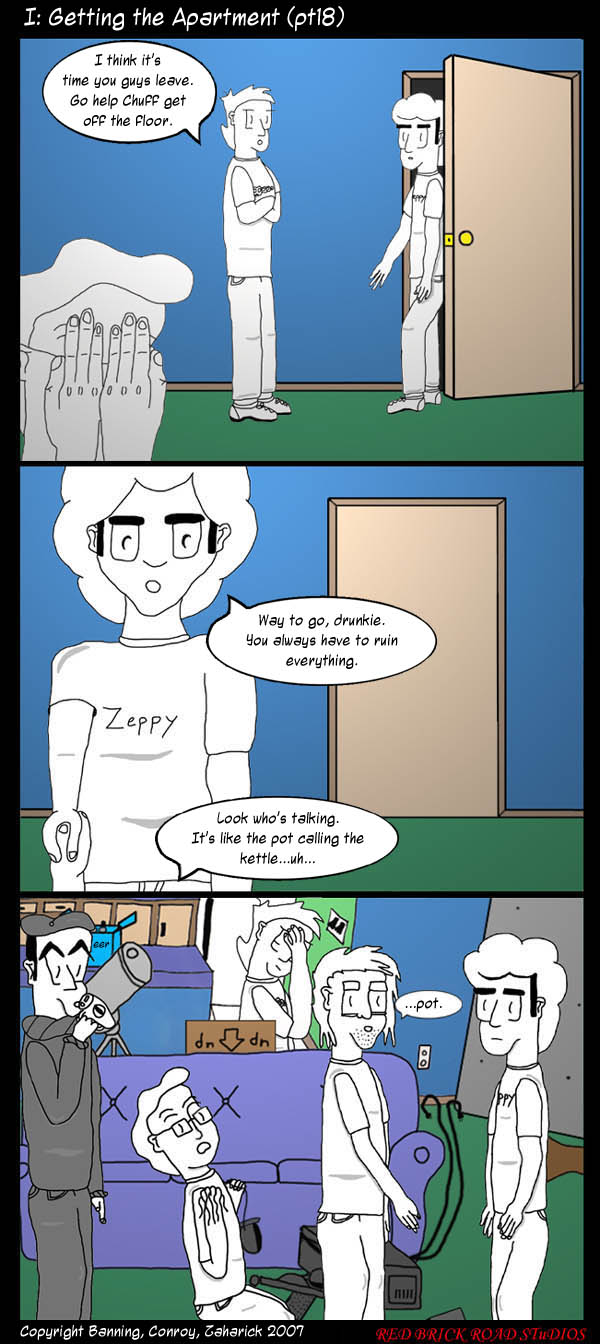 I: Getting the Apartment (pt18)
I think it's
time you guys leave.
Go help Chuff get
off the floor.
Way to go, drunkie.
You always have to ruin
everything.
Zeppy
Look who's talking.
It's like the pot calling the
kettle...uh...
eer
...pot.
dn dn
ppy
Copyright Banning, Conroy, Zaharick 2007
RED BRICK ROAD STuDIOS